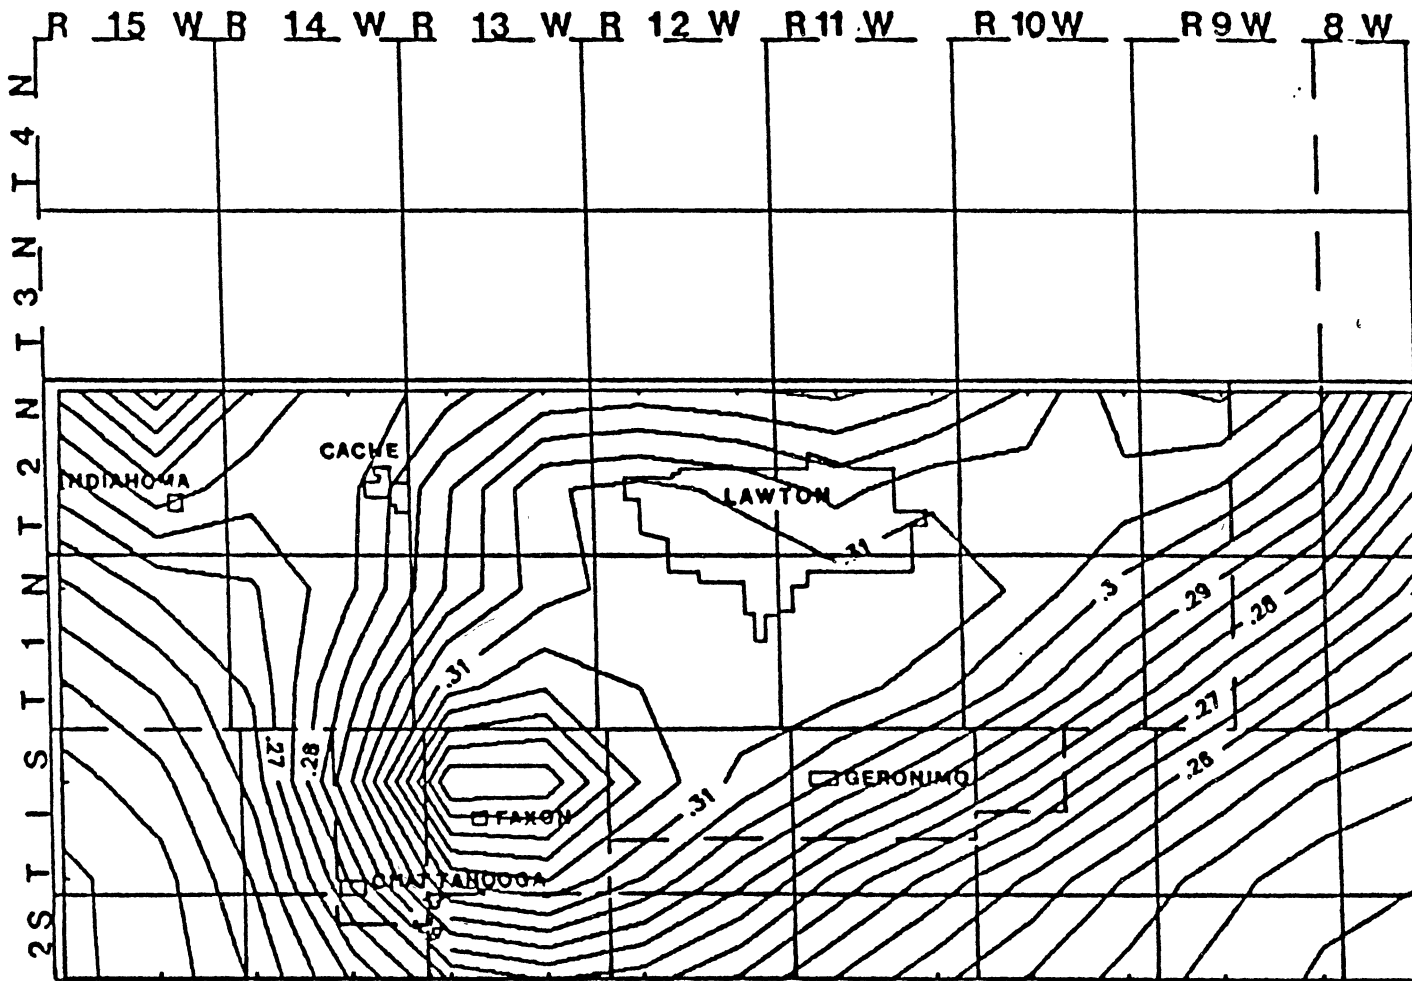 R 15 W R 14 W R 13 W R 12 W R 11 W R 10 W R 9 W 8 W
T 4 N
T 3 N
T 2 N
CACHE
INDIAHOMA
LAWTON
.31
T 1 N
.3
.29
.28
.31
.27
.27
.28
T 1 S
GERONIMO
.26
.31
FAXON
CHATTAHOOGA
2 S